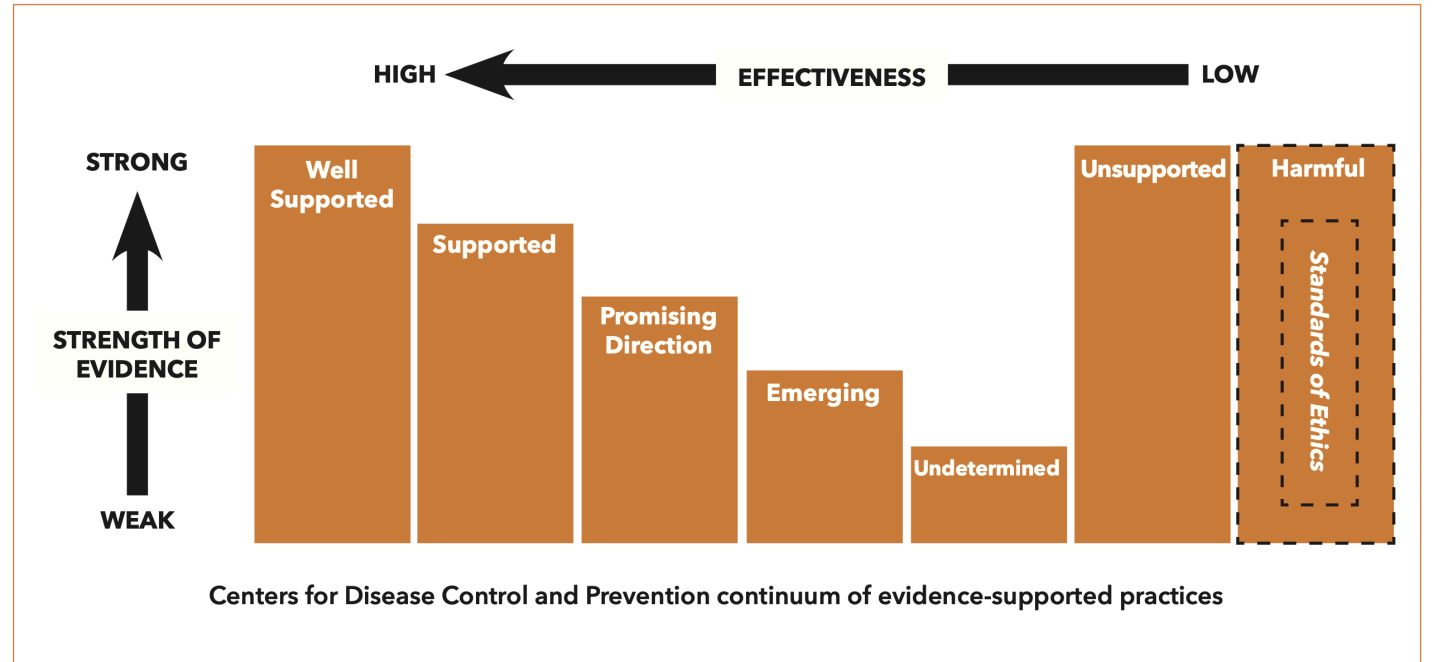 HIGH
EFFECTIVENESS
LOW
STRONG
STRENGTH OF
EVIDENCE
WEAK
Well
Supported
Supported
Promising
Direction
Emerging
Undetermined
Unsupported
Harmful
Standards of Ethics
Centers for Disease Control and Prevention continuum of evidence-supported practices